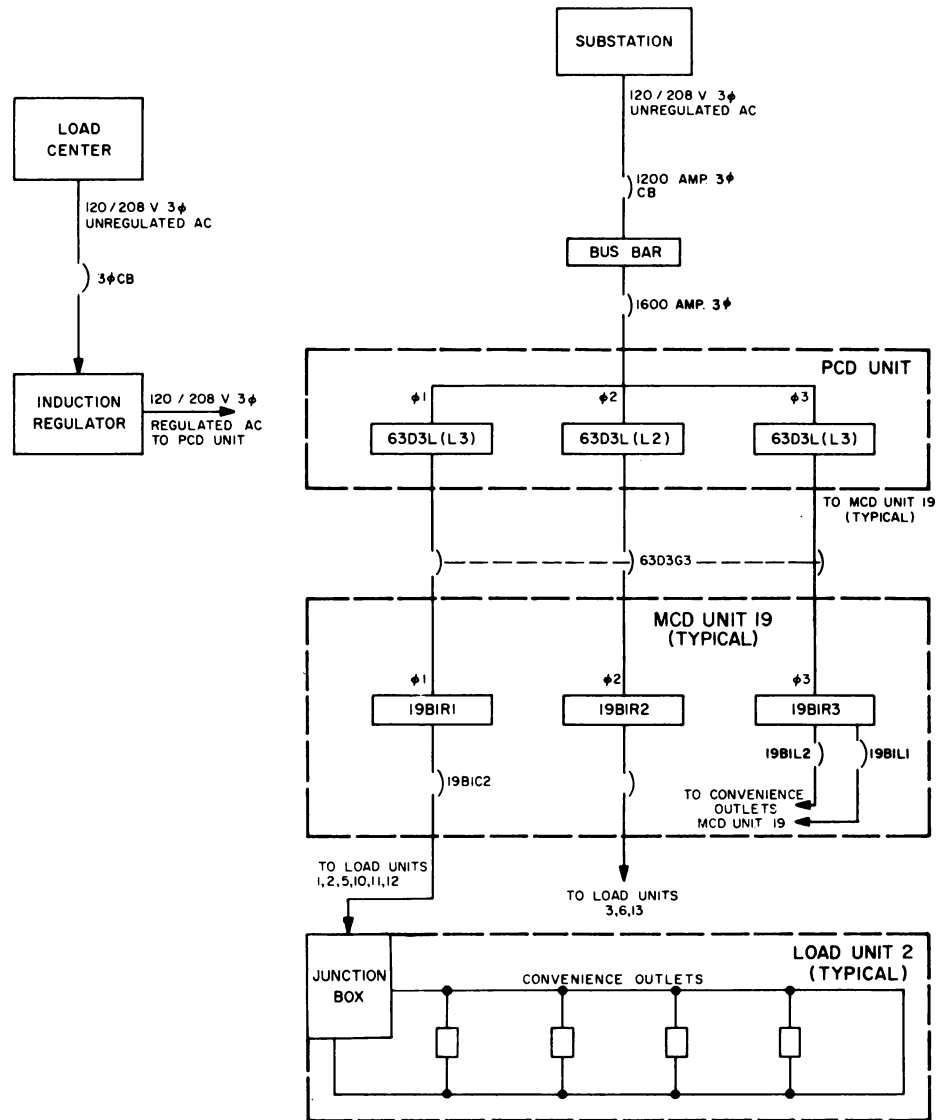 SUBSTATION
120/208 V 3ϕ
UNREGULATED AC
LOAD
CENTER
1200 AMP. 3ϕ
CB
120/208 V 3ϕ
UNREGULATED AC
BUS BAR
3ϕCB
1600 AMP. 3ϕ
PCD UNIT
INDUCTION
REGULATOR
120/208 V 3ϕ
REGULATED AC
TO PCD UNIT
ϕ1
ϕ2
ϕ3
63D3L(L3)
63D3L(L2)
63D3L(L3)
TO MCD UNIT 19
(TYPICAL)
63D3G3
MCD UNIT 19
(TYPICAL)
ϕ1
ϕ2
ϕ3
19B1R1
19B1R2
19B1R3
19B1L2
19B1L1
19B1C2
TO CONVENIENCE
OUTLETS
MCD UNIT 19
TO LOAD UNITS
1,2,5,10,11,12
TO LOAD UNITS
3,6,13
LOAD UNIT 2
(TYPICAL)
JUNCTION
BOX
CONVENIENCE OUTLETS